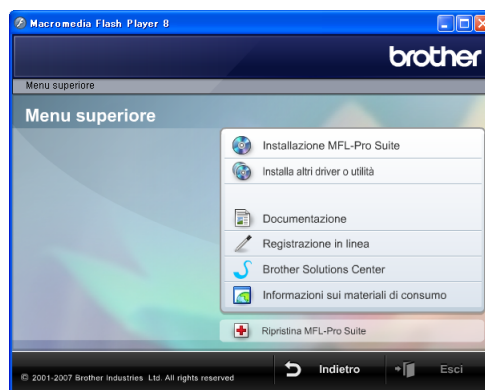 Macromedia Flash Player 8
brother
Menu superiore
Menu superiore
Installazione MFL-Pro Suite
Installa altri driver o utilità
Documentazione
Registrazione in linea
Brother Solutions Center
Informazioni sui materiali di consumo
Ripristina MFL-Pro Suite
© 2001-2007 Brother Industries Ltd. All rights reserved
Indietro
Esci